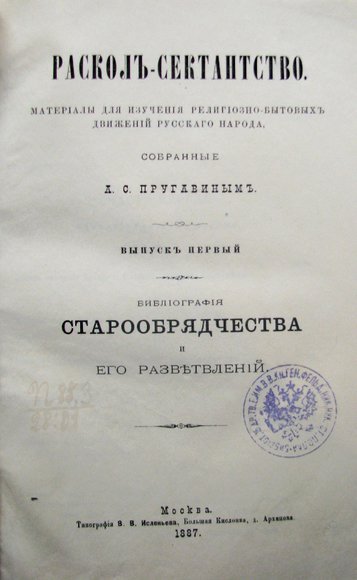 РАСКОЛЪ-СЕКТАНТСТВО.
МАТЕРІАЛЫ ДЛЯ ИЗУЧЕНІЯ РЕЛИГІОЗНО-БЫТОВЫХЪ
ДВИЖЕНІЙ РУССКАГО НАРОДА,
СОБРАННЫЕ
А. С. ПРУГАВИНЫМЪ.
ВЫПУСКЪ ПЕРВЫЙ
БИБЛІОГРАФІЯ
СТАРООБРЯДЧЕСТВА
И
ЕГО РАЗВѢТВЛЕНІЙ.
Москва.
Типографія В. В. Исленьева, Большая Кисловка, д. Арманова.
1887.